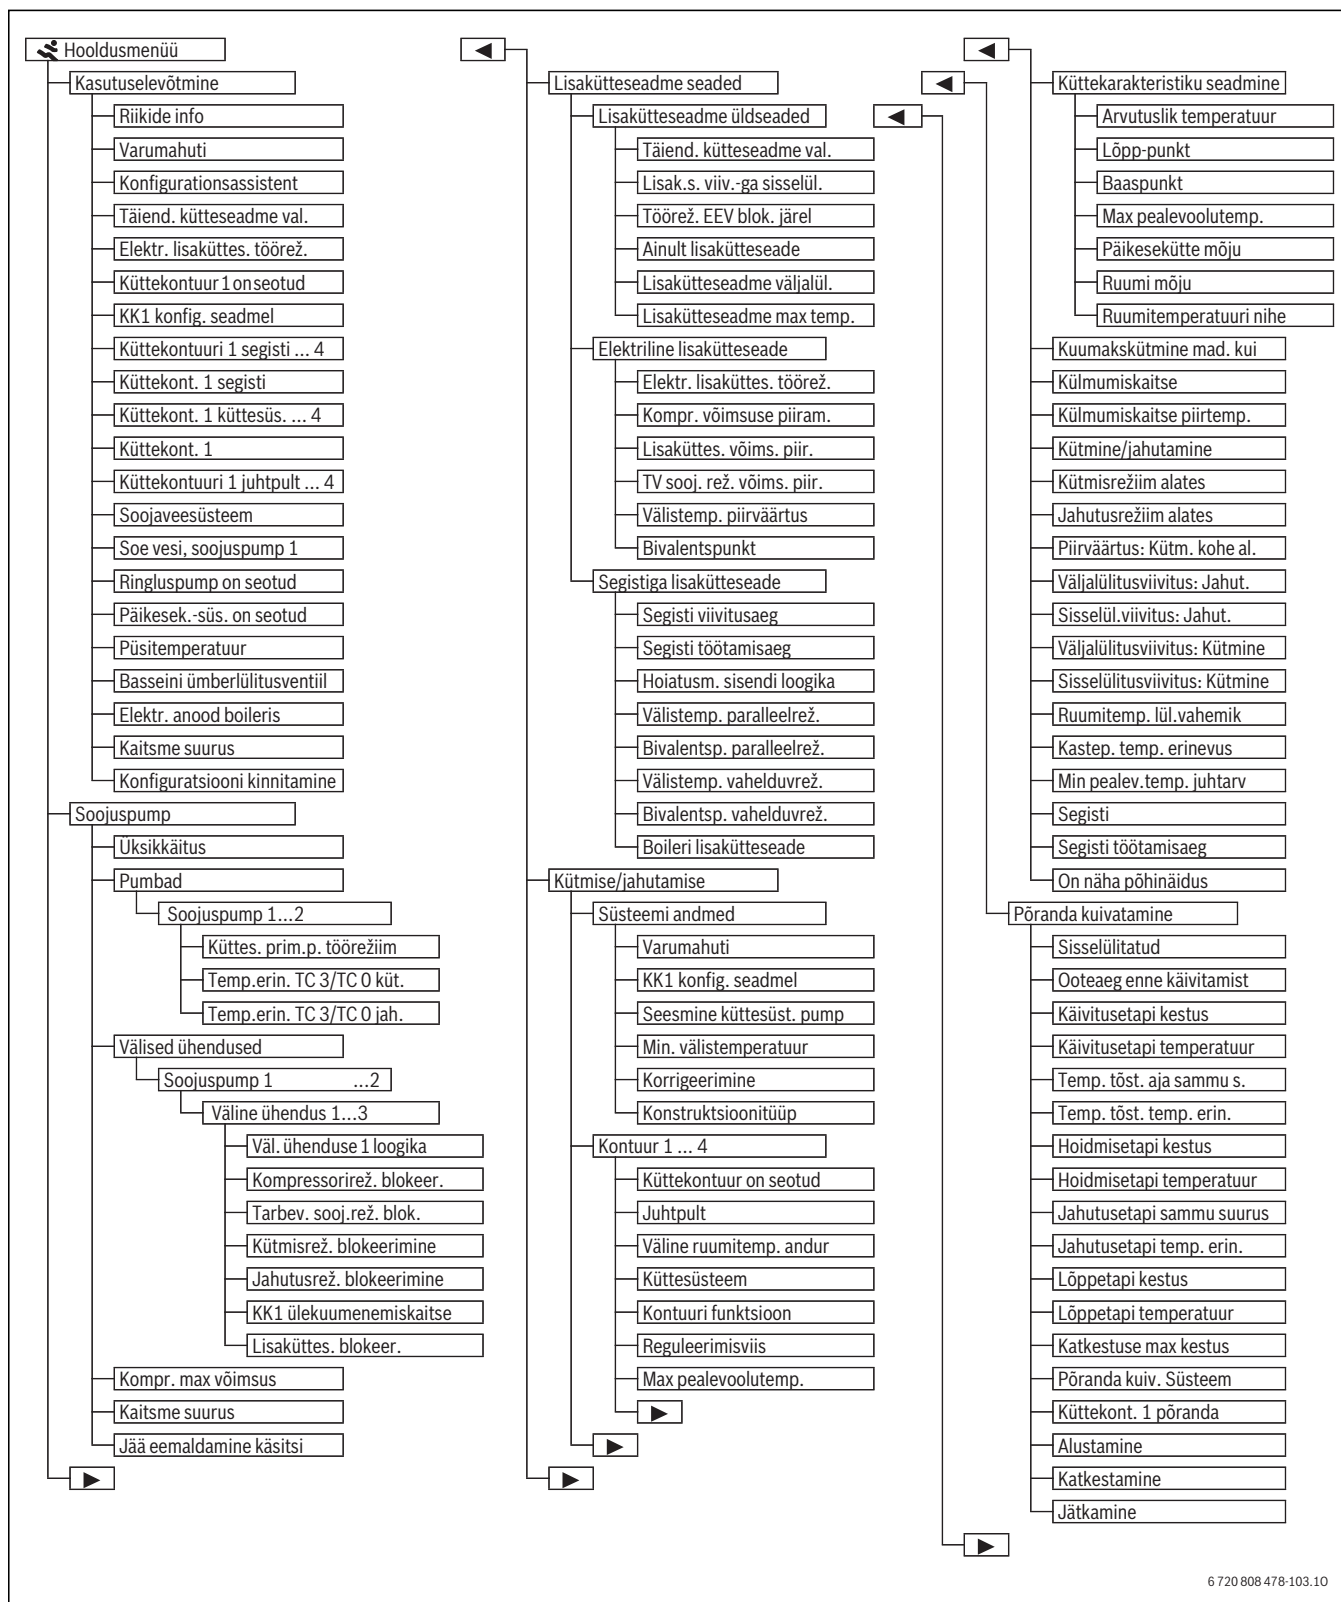 Hooldusmenüü
Kasutuselevõtmine
Riikide info
Varumahuti
Konfigurationsassistent
Täiend. kütteseadme val.
Elektr. lisaküttes. töörež.
Küttekontuur 1 on seotud
KK1 konfig. seadmel
Küttekontuuri 1 segisti ... 4
Küttekont. 1 segisti
Küttekont. 1 küttesüs. ... 4
Küttekont. 1
Küttekontuuri 1 juhtpult ... 4
Soojaveesüsteem
Soe vesi, soojuspump 1
Ringluspump on seotud
Päikesek.-süs. on seotud
Püsitemperatuur
Basseini ümberlülitusventiil
Elektr. anood boileris
Kaitsme suurus
Konfiguratsiooni kinnitamine
Soojuspump
Üksikkäitus
Pumbad
Soojuspump 1...2
Küttes. prim.p. töörežiim
Temp.erin. TC 3/TC 0 küt.
Temp.erin. TC 3/TC 0 jah.
Välised ühendused
Soojuspump 1 ...2
Väline ühendus 1...3
Väl. ühenduse 1 loogika
Kompressorirež. blokeer.
Tarbev. sooj.rež. blok.
Kütmisrež. blokeerimine
Jahutusrež. blokeerimine
KK1 ülekuumenemiskaitse
Lisaküttes. blokeer.
Kompr. max võimsus
Kaitsme suurus
Jää eemaldamine käsitsi
Lisakütteseadme seaded
Lisakütteseadme üldseaded
Täiend. kütteseadme val.
Lisak.s. viiv.-ga sisselül.
Töörež. EEV blok. järel
Ainult lisakütteseade
Lisakütteseadme väljalül.
Lisakütteseadme max temp.
Elektriline lisakütteseade
Elektr. lisaküttes. töörež.
Kompr. võimsuse piiram.
Lisaküttes. võims. piir.
TV sooj. rež. võims. piir.
Välistemp. piirväärtus
Bivalentspunkt
Segistiga lisakütteseade
Segisti viivitusaeg
Segisti töötamisaeg
Hoiatusm. sisendi loogika
Välistemp. paralleelrež.
Bivalentsp. paralleelrež.
Välistemp. vahelduvrež.
Bivalentsp. vahelduvrež.
Boileri lisakütteseade
Kütmise/jahutamise
Süsteemi andmed
Varumahuti
KK1 konfig. seadmel
Seesmine küttesüst. pump
Min. välistemperatuur
Korrigeerimine
Konstruktsioonitüüp
Kontuur 1 ... 4
Küttekontuur on seotud
Juhtpult
Väline ruumitemp. andur
Küttesüsteem
Kontuuri funktsioon
Reguleerimisviis
Max pealevoolutemp.
Küttekarakteristiku seadmine
Arvutuslik temperatuur
Lõpp-punkt
Baaspunkt
Max pealevoolutemp.
Päikesekütte mõju
Ruumi mõju
Ruumitemperatuuri nihe
Kuumakskütmine mad. kui
Külmumiskaitse
Külmumiskaitse piirtemp.
Kütmine/jahutamine
Kütmisrežiim alates
Jahutusrežiim alates
Piirväärtus: Kütm. kohe al.
Väljalülitusviivitus: Jahut.
Sisselül.viivitus: Jahut.
Väljalülitusviivitus: Kütmine
Sisselülitusviivitus: Kütmine
Ruumitemp. lül.vahemik
Kastep. temp. erinevus
Min pealev.temp. juhtarv
Segisti
Segisti töötamisaeg
On näha põhinäidus
Põranda kuivatamine
Sisselülitatud
Ooteaeg enne käivitamist
Käivitusetapi kestus
Käivitusetapi temperatuur
Temp. tõst. aja sammu s.
Temp. tõst. temp. erin.
Hoidmisetapi kestus
Hoidmisetapi temperatuur
Jahutusetapi sammu suurus
Jahutusetapi temp. erin.
Lõppetapi kestus
Lõppetapi temperatuur
Katkestuse max kestus
Põranda kuiv. Süsteem
Küttekont. 1 põranda
Alustamine
Katkestamine
Jätkamine
6 720 808 478-103.1O